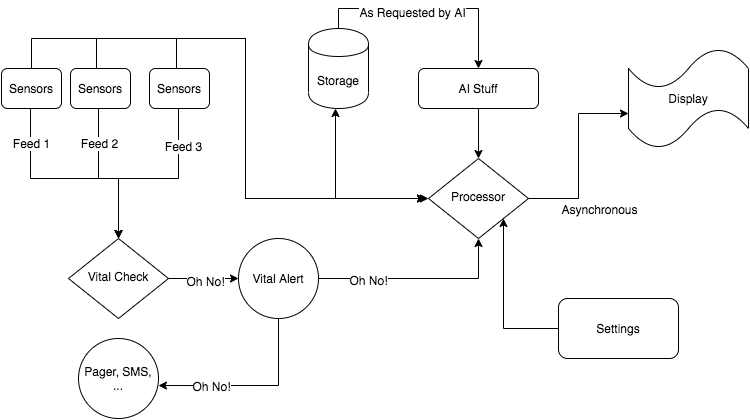 As Requested by AI
Sensors
Sensors
Sensors
Storage
AI Stuff
Display
Feed 1
Feed 2
Feed 3
Processor
Asynchronous
Vital Check
Oh No!
Vital Alert
Oh No!
Settings
Pager, SMS,
...
Oh No!